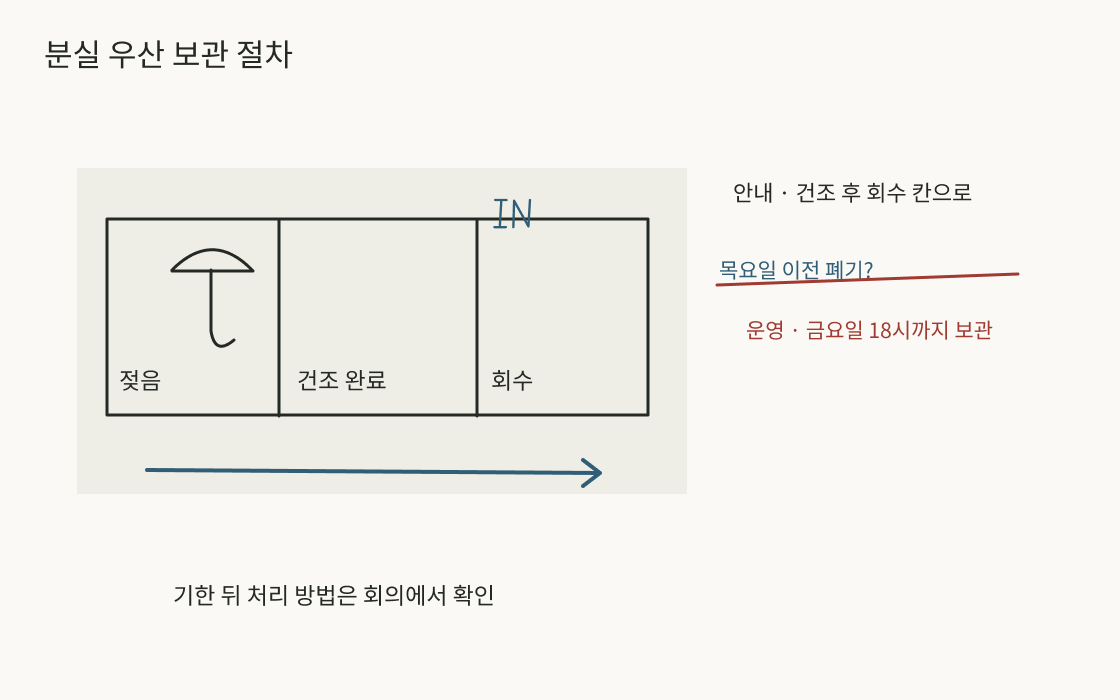 분실 우산 보관 절차
IN
젖음
건조 완료
회수
안내 · 건조 후 회수 칸으로
목요일 이전 폐기?
운영 · 금요일 18시까지 보관
기한 뒤 처리 방법은 회의에서 확인